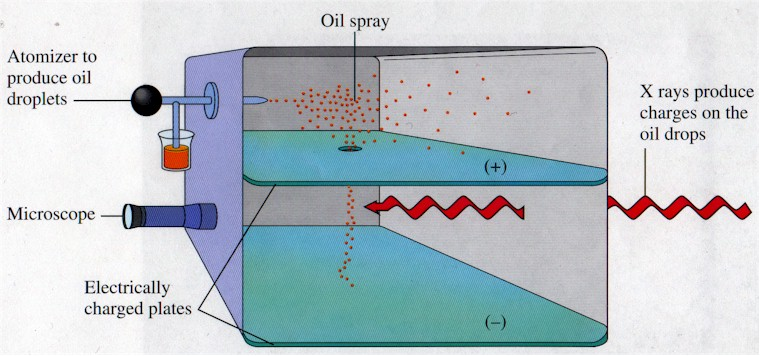 Oil spray
Atomizer to
produce oil
droplets
X rays produce
charges on the
oil drops
(+)
Microscope
Electrically
charged plates
(–)